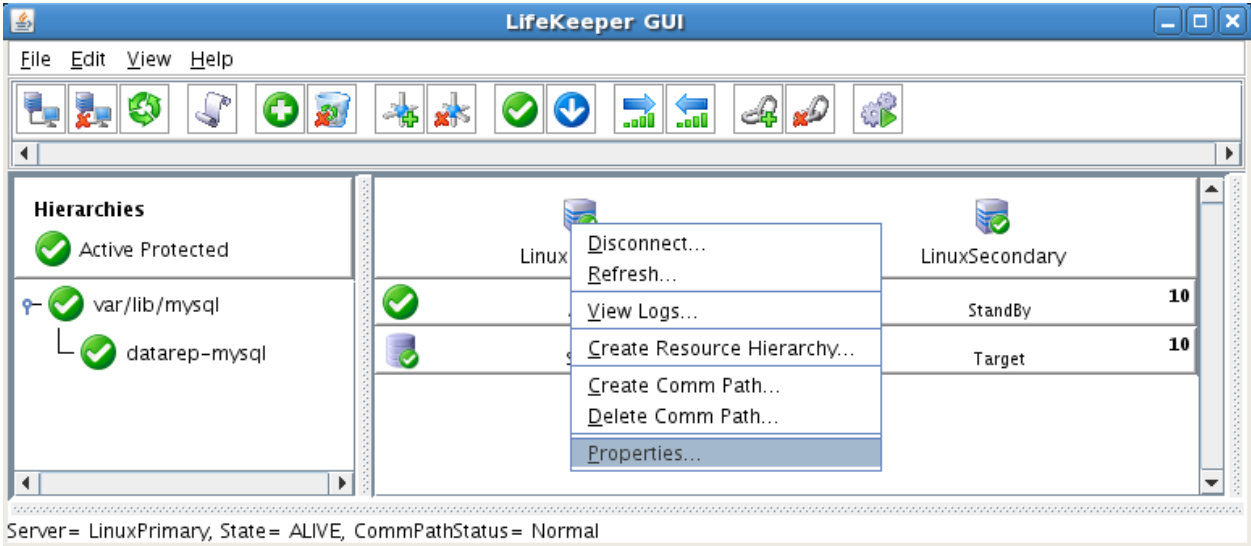 LifeKeeper GUI
File Edit View Help
Hierarchies
Active Protected
var/lib/mysql
datarep-mysql
Linux
LinuxSecondary
StandBy 10
Target 10
Disconnect...
Refresh...
View Logs...
Create Resource Hierarchy...
Create Comm Path...
Delete Comm Path...
Properties...
Server= LinuxPrimary, State= ALIVE, CommPathStatus= Normal